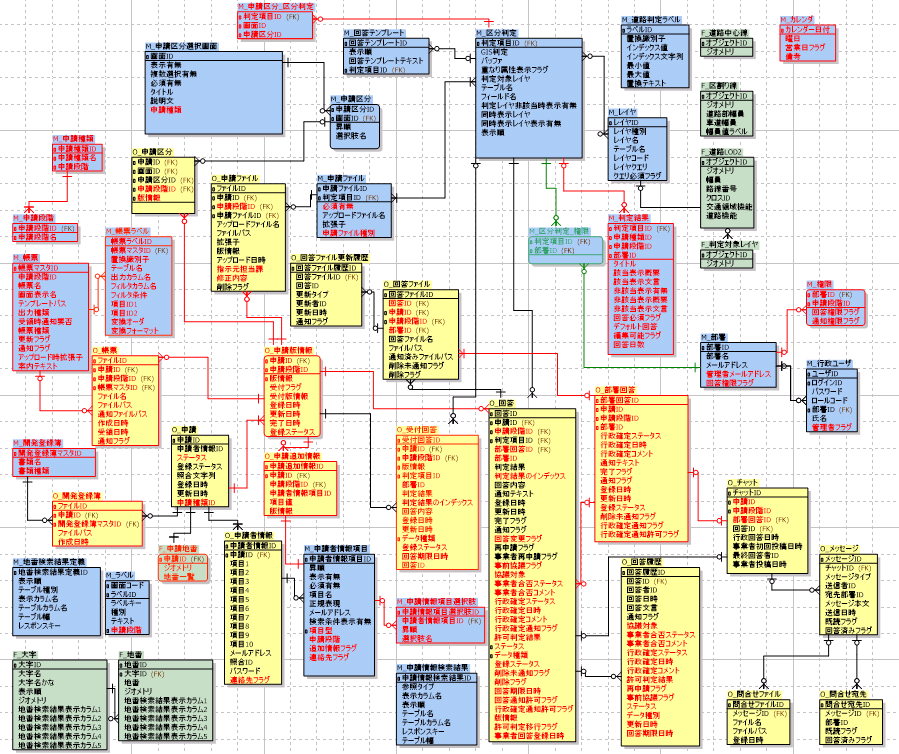 M_申請区分_区分判定
判定項目ID (FK)
画面ID
申請区分ID
M_申請区分選択画面
画面ID
表示有無
複数選択有無
必須有無
タイトル
説明文
申請種類
M_回答テンプレート
回答テンプレートID
表示順
回答テンプレートテキスト
判定項目ID (FK)
M_区分判定
判定項目ID (FK)
GIS判定
バッファ
重なり属性表示フラグ
判定対象レイヤ
テーブル名
フィールド名
判定レイヤ非該当時表示有無
同時表示レイヤ
同時表示レイヤ表示有無
表示順
M_道路判定ラベル
ラベルID
置換識別子
インデックス値
インデックス文字列
最小値
最大値
置換テキスト
F_道路中心線
オブジェクトID
ジオメトリ
M_カレンダ
カレンダー日付
曜日
営業日フラグ
備考
M_申請区分
申請区分ID
画面ID (FK)
昇順
選択肢名
M_レイヤ
レイヤID
レイヤ種別
レイヤ名
テーブル名
レイヤコード
レイヤクエリ
クエリ必須フラグ
F_区割り線
オブジェクトID
ジオメトリ
道路部幅員
車道幅員
幅員値ラベル
M_申請種類
申請種類ID
申請種類名
申請段階
O_申請区分
申請ID (FK)
画面ID (FK)
申請区分ID (FK)
申請段階ID (FK)
版情報
F_道路LOD2
オブジェクトID
ジオメトリ
幅員
路線番号
クロスID
交通領域機能
道路機能
O_申請ファイル
ファイルID
申請ID (FK)
申請段階ID (FK)
申請ファイルID (FK)
アップロードファイル名
ファイルパス
拡張子
版情報
アップロード日時
指示元担当課
修正内容
削除フラグ
M_申請ファイル
申請ファイルID
判定項目ID (FK)
必須有無
アップロードファイル名
拡張子
申請ファイル種別
M_申請段階
申請段階ID (FK)
申請段階名
M_帳票ラベル
帳票ラベルID
帳票マスタID (FK)
置換識別子
テーブル名
出力カラム名
フィルタカラム名
フィルタ条件
項目ID1
項目ID2
変換オーダ
変換フォーマット
M_区分判定_権限
判定項目ID (FK)
部署ID (FK)
M_判定結果
判定項目ID (FK)
申請種類ID (FK)
申請段階ID (FK)
部署ID
タイトル
該当表示概要
該当表示文言
非該当表示有無
非該当表示概要
非該当表示文言
回答必須フラグ
デフォルト回答
編集可能フラグ
回答日数
F_判定対象レイヤ
オブジェクトID
ジオメトリ
M_帳票
帳票マスタID
申請段階ID
帳票名
画面表示名
テンプレートパス
出力種類
受領時通知要否
帳票種類
更新フラグ
通知フラグ
アップロード時拡張子
案内テキスト
O_回答ファイル更新履歴
回答ファイル履歴ID
回答ファイルID (FK)
回答ID
更新タイプ
更新者ID
更新日時
通知フラグ
O_回答ファイル
回答ファイルID
回答ID (FK)
申請ID (FK)
申請段階ID (FK)
部署ID (FK)
回答ファイル名
ファイルパス
通知済みファイルパス
削除未通知フラグ
削除フラグ
M_権限
部署ID (FK)
申請段階ID (FK)
回答権限フラグ
通知権限フラグ
M_部署
部署ID
部署名
メールアドレス
管理者メールアドレス
回答権限フラグ
M_行政ユーザ
ユーザID
ログインID
パスワード
ロールコード
部署ID (FK)
氏名
管理者フラグ
O_帳票
ファイルID
申請ID (FK)
申請段階ID (FK)
帳票マスタID (FK)
ファイル名
ファイルパス
通知ファイルパス
作成日時
受領日時
通知フラグ
O_申請版情報
申請ID (FK)
申請段階ID (FK)
版情報
受付フラグ
受付版情報
登録日時
更新日時
完了日時
登録ステータス
M_開発登録簿
開発登録簿マスタID
書類名
書類種類
O_申請
申請ID
申請者情報ID
ステータス
登録ステータス
照合文字列
登録日時
更新日時
申請種類ID
O_申請追加情報
申請追加情報ID
申請ID (FK)
申請段階ID (FK)
申請者情報項目ID
項目値
版情報
O_受付回答
受付回答ID
申請ID (FK)
申請段階ID (FK)
版情報
判定項目ID
部署ID
判定結果
判定結果のインデックス
回答内容
登録日時
更新日時
データ種類
登録ステータス
回答期限日時
回答ID
O_回答
回答ID
申請ID (FK)
申請段階ID (FK)
判定項目ID (FK)
部署回答ID (FK)
部署ID
判定結果
判定結果のインデックス
回答内容
通知テキスト
登録日時
更新日時
完了フラグ
通知フラグ
回答変更フラグ
再申請フラグ
事業者再申請フラグ
事前協議フラグ
協議対象
事業者合否ステータス
事業者合否コメント
行政確定ステータス
行政確定日時
行政確定コメント
行政確定通知フラグ
許可判定結果
ステータス
データ種類
登録ステータス
削除未通知フラグ
削除フラグ
回答期限日時
回答通知許可フラグ
行政確定通知許可フラグ
版情報
許可判定移行フラグ
事業者回答登録日時
O_部署回答
部署回答ID
申請ID
申請段階ID
部署ID
行政確定ステータス
行政確定日時
行政確定コメント
通知テキスト
完了フラグ
通知フラグ
登録日時
更新日時
登録ステータス
削除未通知フラグ
行政確定通知フラグ
行政確定通知許可フラグ
O_開発登録簿
ファイルID
申請ID (FK)
開発登録簿マスタID (FK)
ファイルパス
作成日時
F_申請地番
申請ID (FK)
ジオメトリ
地番一覧
O_申請者情報
申請者情報ID
申請ID (FK)
項目1
項目2
項目3
項目4
項目5
項目6
項目7
項目8
項目9
項目10
メールアドレス
照合ID
パスワード
連絡先フラグ
M_申請者情報項目
申請者情報項目ID
昇順
表示有無
必須有無
項目名
正規表現
メールアドレス
検索条件表示有無
項目型
申請段階
追加情報フラグ
連絡先フラグ
O_チャット
チャットID
申請ID
申請段階ID
部署回答ID (FK)
回答ID (FK)
行政回答日時
事業者初回投稿日時
最終回答者ID
事業者投稿日時
M_地番検索結果定義
地番検索結果定義ID
表示順
テーブル種別
表示カラム名
テーブルカラム名
テーブル幅
レスポンスキー
M_ラベル
画面コード
ラベルID
ラベルキー
種別
テキスト
申請段階
O_回答履歴
回答履歴ID
回答ID (FK)
回答者ID
回答日時
回答文言
通知フラグ
協議対象
事業者合否ステータス
事業者合否コメント
行政確定ステータス
行政確定日時
行政確定コメント
許可判定結果
再申請フラグ
事前協議フラグ
ステータス
データ種別
更新日時
回答期限日時
O_メッセージ
メッセージID
チャットID (FK)
メッセージタイプ
送信者ID
宛先部署ID
メッセージ本文
送信日時
既読フラグ
回答済みフラグ
M_申請情報項目選択肢
申請情報項目選択肢ID
申請者情報項目ID (FK)
昇順
選択肢名
F_大字
大字ID
大字名
大字名かな
表示順
ジオメトリ
地番検索結果表示カラム1
地番検索結果表示カラム2
地番検索結果表示カラム3
地番検索結果表示カラム4
地番検索結果表示カラム5
F_地番
地番ID
大字ID (FK)
地番
ジオメトリ
地番検索結果表示カラム1
地番検索結果表示カラム2
地番検索結果表示カラム3
地番検索結果表示カラム4
地番検索結果表示カラム5
M_申請情報検索結果
申請情報検索結果ID
参照タイプ
表示カラム名
表示順
テーブル名
テーブルカラム名
レスポンスキー
テーブル幅
O_問合せファイル
問合せファイルID
メッセージID (FK)
ファイル名
ファイルパス
登録日時
O_問合せ宛先
問合せ宛先ID
メッセージID (FK)
部署ID
既読フラグ
回答済みフラグ